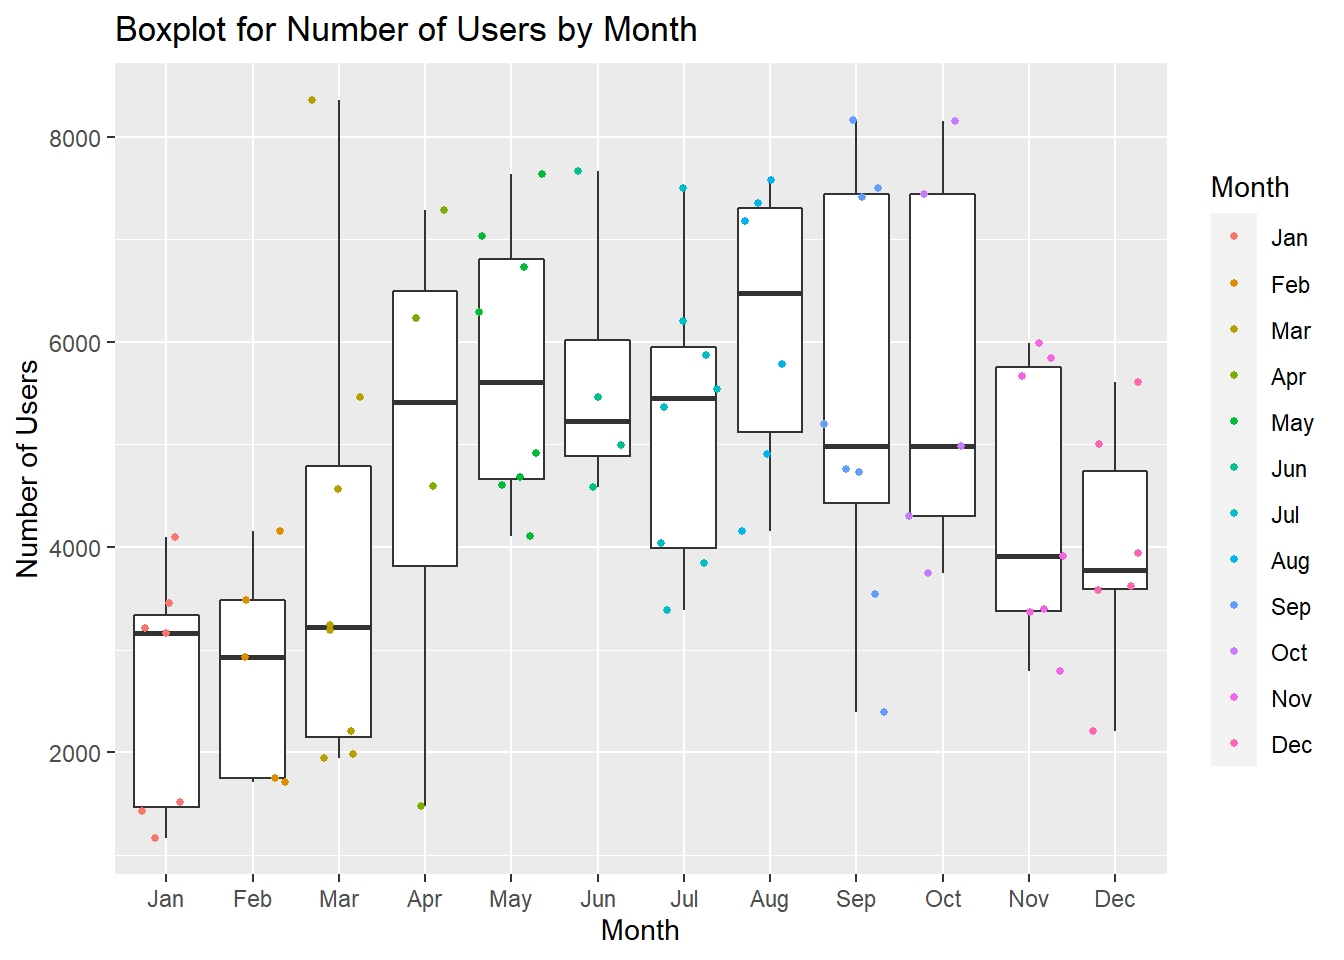 Boxplot for Number of Users by Month
Number of Users
8000
6000
4000
2000
Jan Feb Mar Apr May Jun Jul Aug Sep Oct Nov Dec
Month
Month
Jan
Feb
Mar
Apr
May
Jun
Jul
Aug
Sep
Oct
Nov
Dec